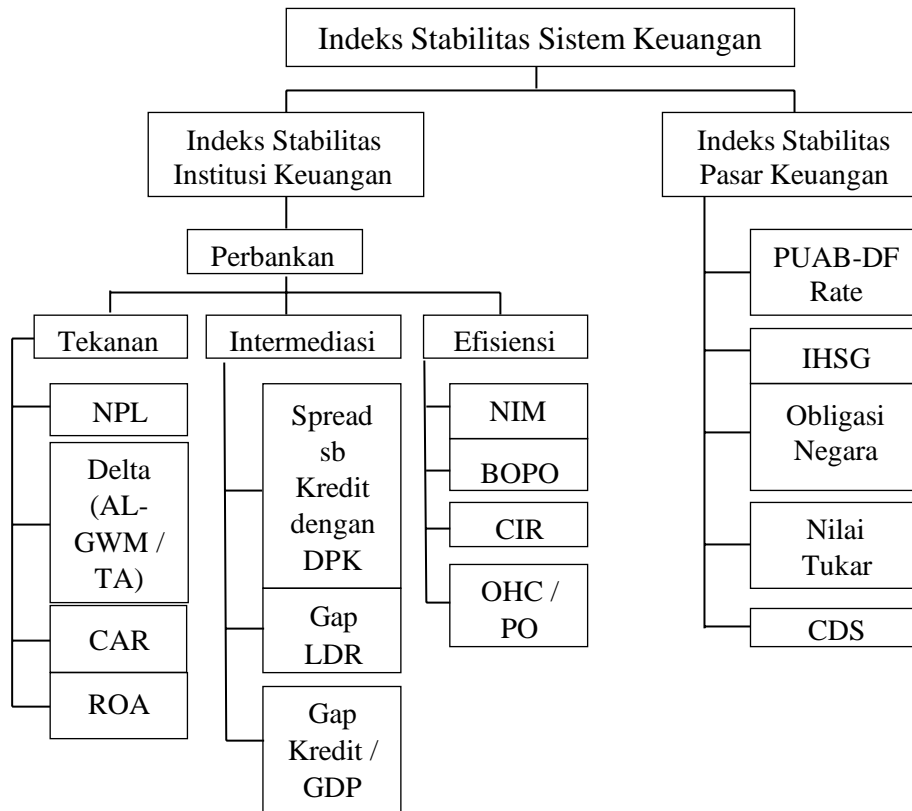 Indeks Stabilitas Sistem Keuangan
Indeks Stabilitas
Institusi Keuangan
Indeks Stabilitas
Pasar Keuangan
Perbankan
Tekanan
NPL
Delta
(AL-
GWM /
TA)
CAR
ROA
Intermediasi
Spread
sb
Kredit
dengan
DPK
Gap
LDR
Gap
Kredit /
GDP
Efisiensi
NIM
BOPO
CIR
OHC /
PO
PUAB-DF
Rate
IHSG
Obligasi
Negara
Nilai
Tukar
CDS